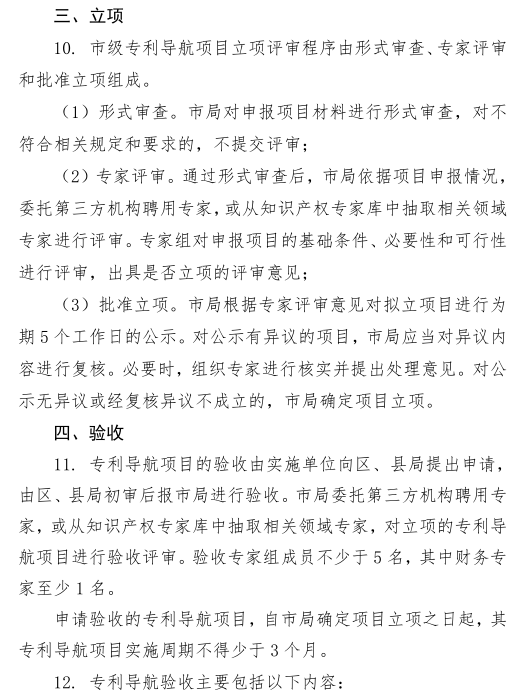 三、立项
10. 市级专利导航项目立项评审程序由形式审查、专家评审
和批准立项组成。
（1）形式审查。市局对申报项目材料进行形式审查，对不
符合相关规定和要求的，不提交评审；
（2）专家评审。通过形式审查后，市局依据项目申报情况，
委托第三方机构聘用专家，或从知识产权专家库中抽取相关领域
专家进行评审。专家组对申报项目的基础条件、必要性和可行性
进行评审，出具是否立项的评审意见；
（3）批准立项。市局根据专家评审意见对拟立项目进行为
期 5 个工作日的公示。对公示有异议的项目，市局应当对异议内
容进行复核。必要时，组织专家进行核实并提出处理意见。对公
示无异议或经复核异议不成立的，市局确定项目立项。
四、验收
11. 专利导航项目的验收由实施单位向区、县局提出申请，
由区、县局初审后报市局进行验收。市局委托第三方机构聘用专
家，或从知识产权专家库中抽取相关领域专家，对立项的专利导
航项目进行验收评审。验收专家组成员不少于 5 名，其中财务专
家至少 1 名。
申请验收的专利导航项目，自市局确定项目立项之日起，其
专利导航项目实施周期不得少于 3 个月。
12. 专利导航验收主要包括以下内容：